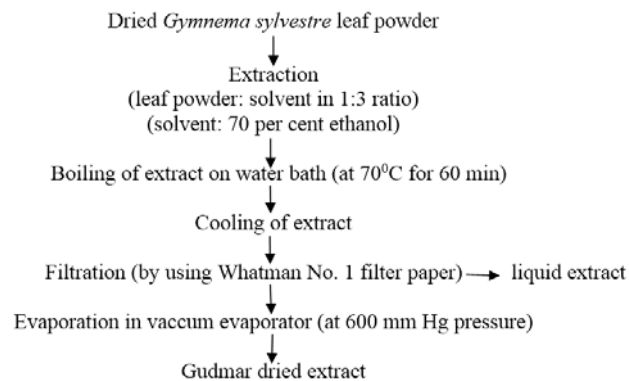 Dried Gymnema sylvestre leaf powder
Extraction
(leaf powder: solvent in 1:3 ratio)
(solvent: 70 per cent ethanol)
Boiling of extract on water bath (at 70⁰C for 60 min)
Cooling of extract
Filtration (by using Whatman No. 1 filter paper) liquid extract
Evaporation in vaccum evaporator (at 600 mm Hg pressure)
Gudmar dried extract